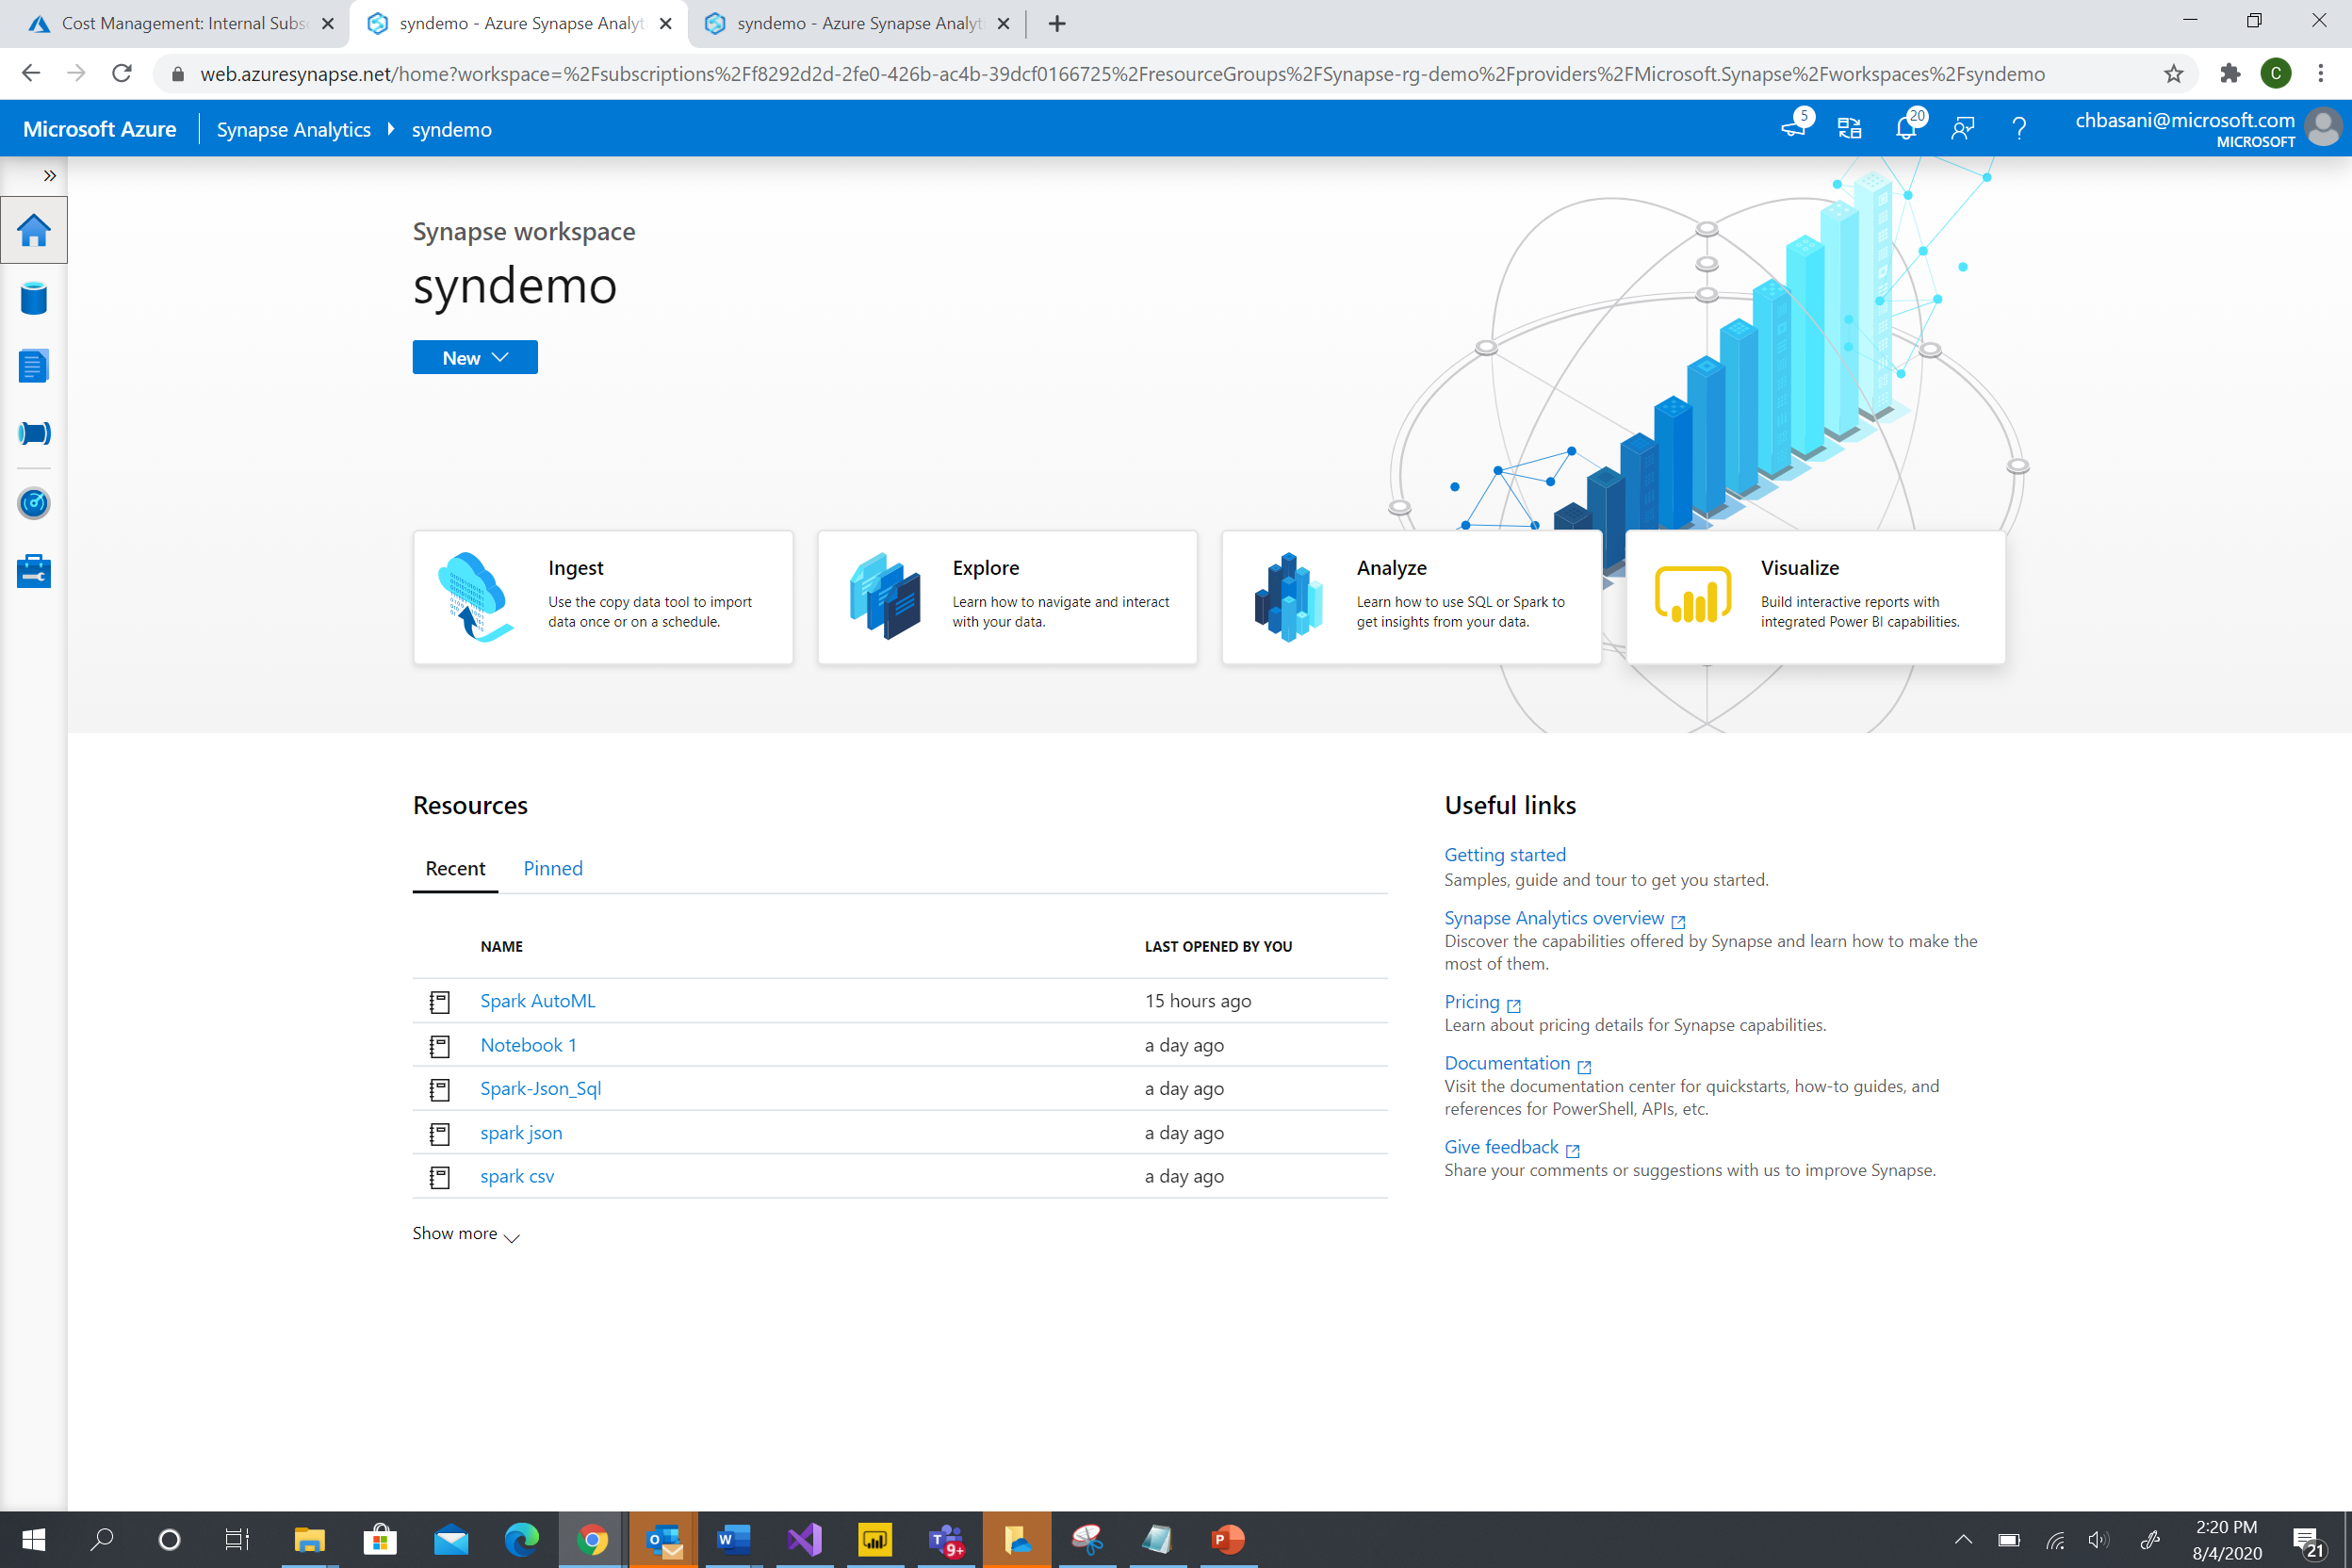 Cost Management: Internal Subs
syndemo - Azure Synapse Analyt
syndemo - Azure Synapse Analyt
web.azuresynapse.net/home?workspace=%2Fsubscriptions%2Ff8292d2d-2fe0-426b-ac4b-39dcf0166725%2FresourceGroups%2FSynapse-rg-demo%2Fproviders%2FMicrosoft.Synapse%2Fworkspaces%2Fsyndemo
C
Microsoft Azure
Synapse Analytics
syndemo
5
20
chbasani@microsoft.com
MICROSOFT
Synapse workspace
syndemo
New
Ingest
Use the copy data tool to import
data once or on a schedule.
Explore
Learn how to navigate and interact
with your data.
Analyze
Learn how to use SQL or Spark to
get insights from your data.
Visualize
Build interactive reports with
integrated Power BI capabilities.
Resources
Recent
Pinned
NAME
LAST OPENED BY YOU
Spark AutoML
15 hours ago
Notebook 1
a day ago
Spark-Json_Sql
a day ago
spark json
a day ago
spark csv
a day ago
Show more
Useful links
Getting started
Samples, guide and tour to get you started.
Synapse Analytics overview
Discover the capabilities offered by Synapse and learn how to make the
most of them.
Pricing
Learn about pricing details for Synapse capabilities.
Documentation
Visit the documentation center for quickstarts, how-to guides, and
references for PowerShell, APIs, etc.
Give feedback
Share your comments or suggestions with us to improve Synapse.
O
W
T
9+
P
2:20 PM
8/4/2020
21